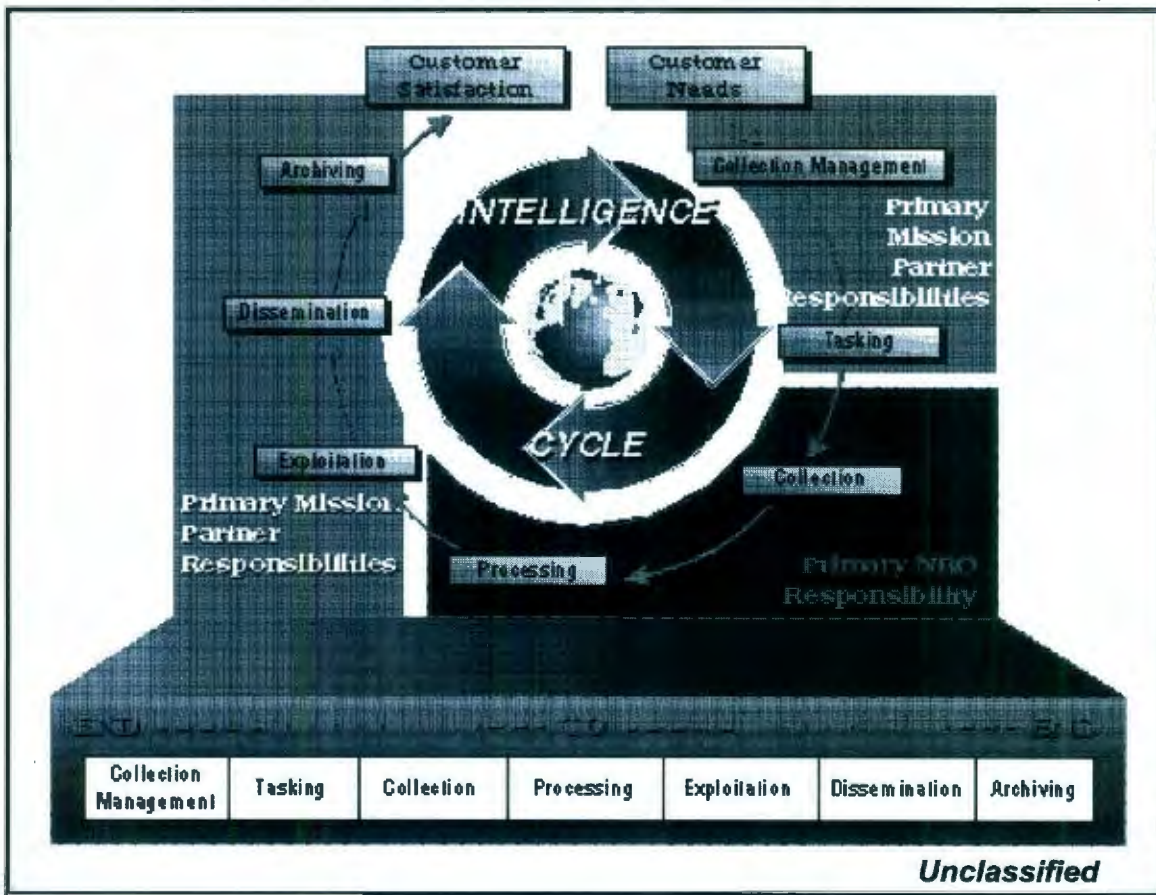 Customer
Satisfaction
Customer
Needs
Archiving
Collection Management
INTELLIGENCE
Primary
Mission
Partner
Responsibilities
Dissemination
Tasking
CYCLE
Exploitation
Collection
Primary Mission
Partner
Responsibilities
Processing
Primary NRO
Responsibility
Collection
Management
Tasking
Collection
Processing
Exploitation
Dissemination
Archiving
Unclassified